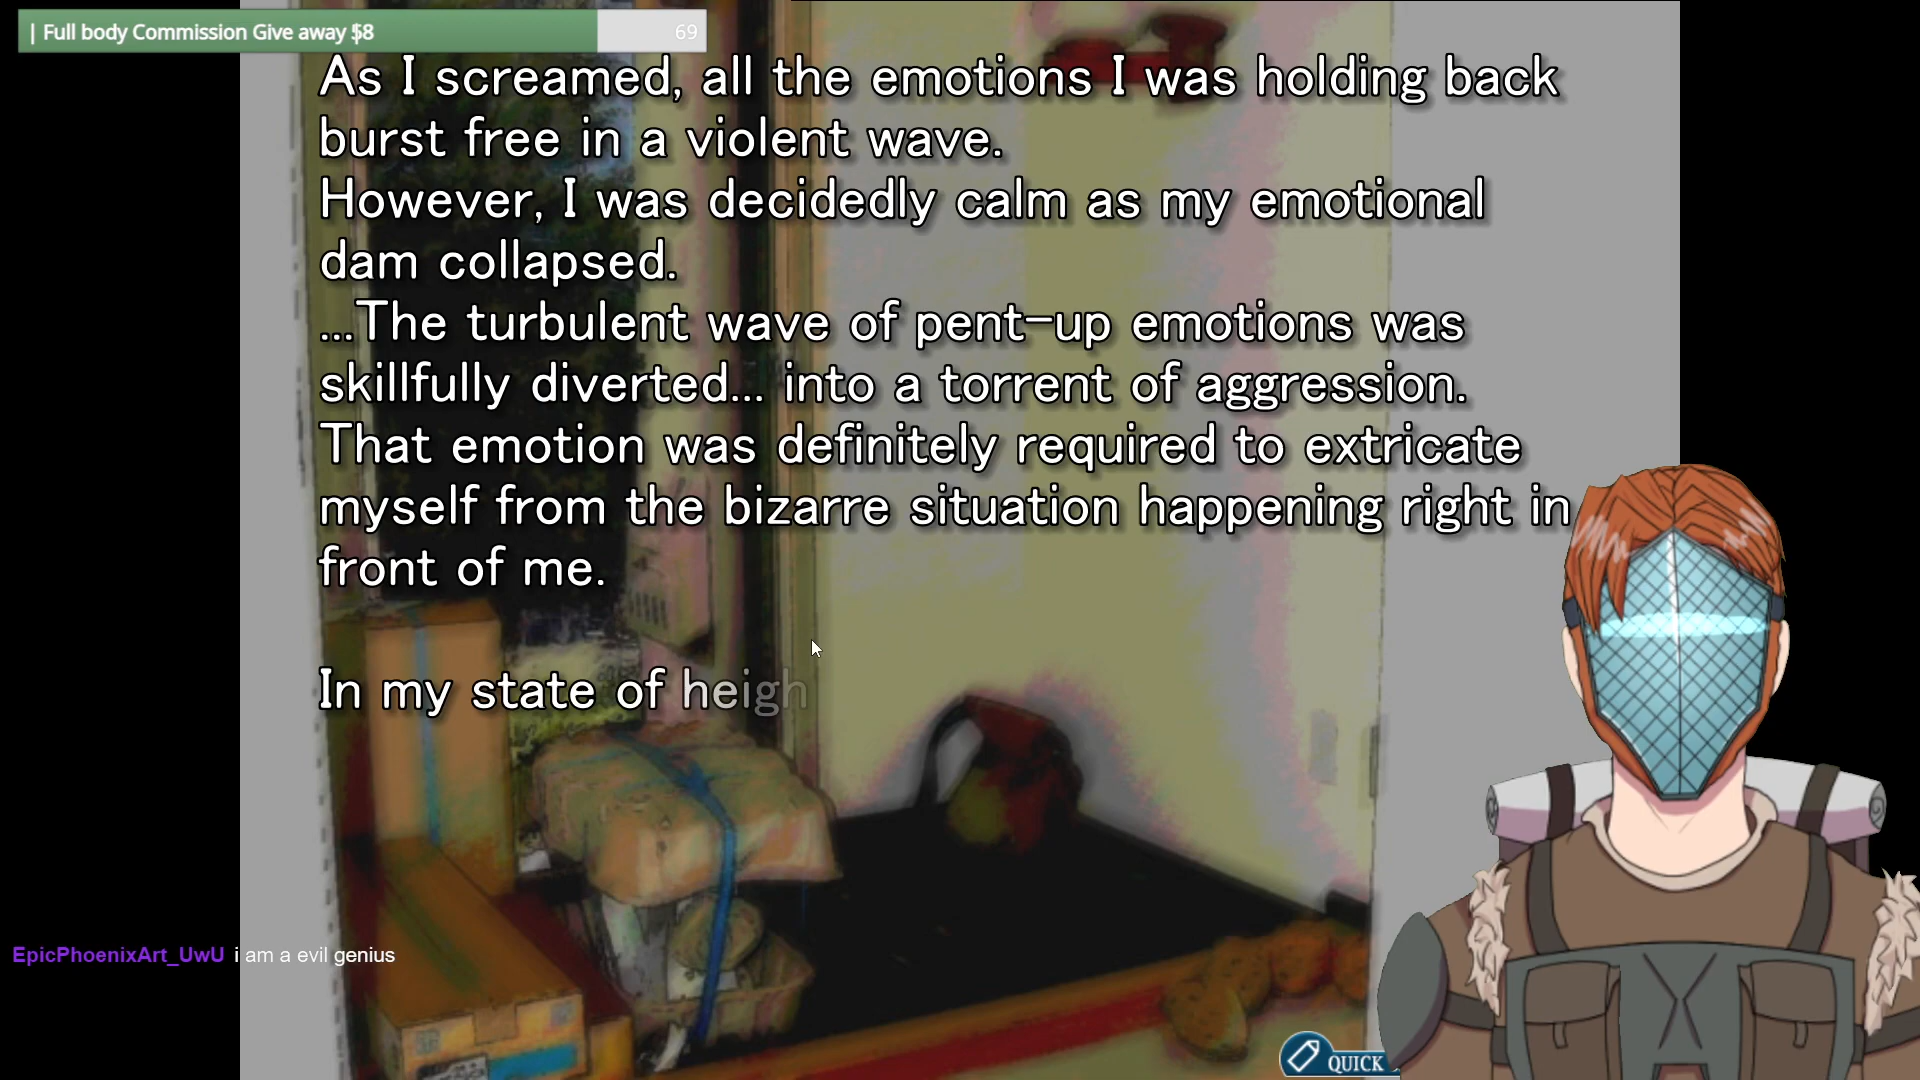 | Full body Commission Give away $8
69
As I screamed, all the emotions I was holding back
burst free in a violent wave.
However, I was decidedly calm as my emotional
dam collapsed.
...The turbulent wave of pent-up emotions was
skillfully diverted... into a torrent of aggression.
That emotion was definitely required to extricate
myself from the bizarre situation happening right in
front of me.
In my state of heigh
EpicPhoenixArt_UwU i am a evil genius
QUICK